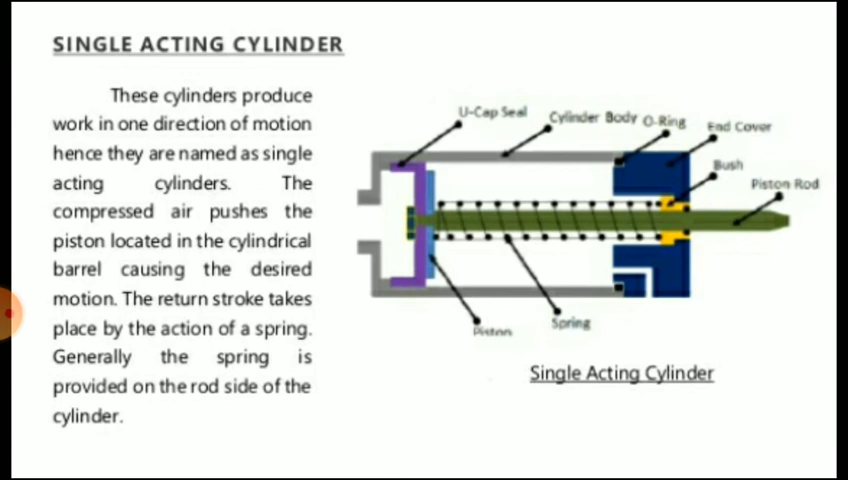 SINGLE ACTING CYLINDER
These cylinders produce
work in one direction of motion
hence they are named as single
acting cylinders. The
compressed air pushes the
piston located in the cylindrical
barrel causing the desired
motion. The return stroke takes
place by the action of a spring.
Generally the spring is
provided on the rod side of the
cylinder.
U-Cap Seal
Cylinder Body
O-Ring
End Cover
Bush
Piston Rod
Piston
Spring
Single Acting Cylinder